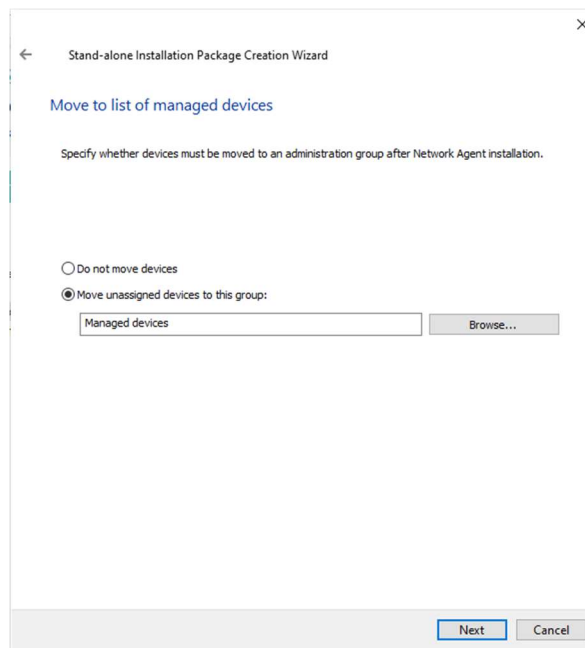 Stand-alone Installation Package Creation Wizard
Move to list of managed devices
Specify whether devices must be moved to an administration group after Network Agent installation.
Do not move devices
Move unassigned devices to this group:
Managed devices
Browse...
Next
Cancel